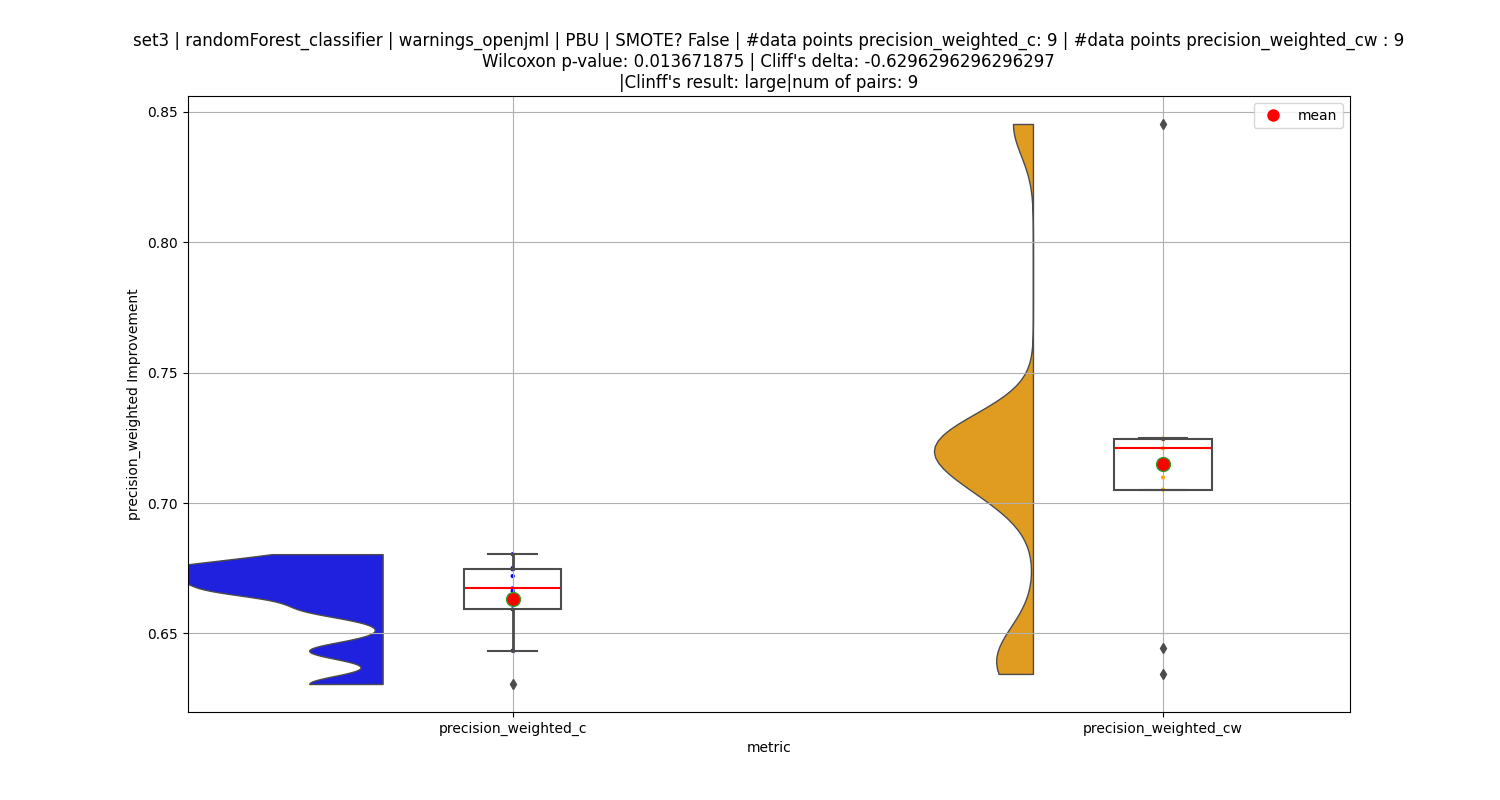 set3 | randomForest_classifier | warnings_openjml | PBU | SMOTE? False | #data points precision_weighted_c: 9 | #data points precision_weighted_cw : 9
Wilcoxon p-value: 0.013671875 | Cliff's delta: -0.6296296296296297
|Clinff's result: large|num of pairs: 9
mean
precision_weighted Improvement
0.85
0.80
0.75
0.70
0.65
precision_weighted_c
precision_weighted_cw
metric